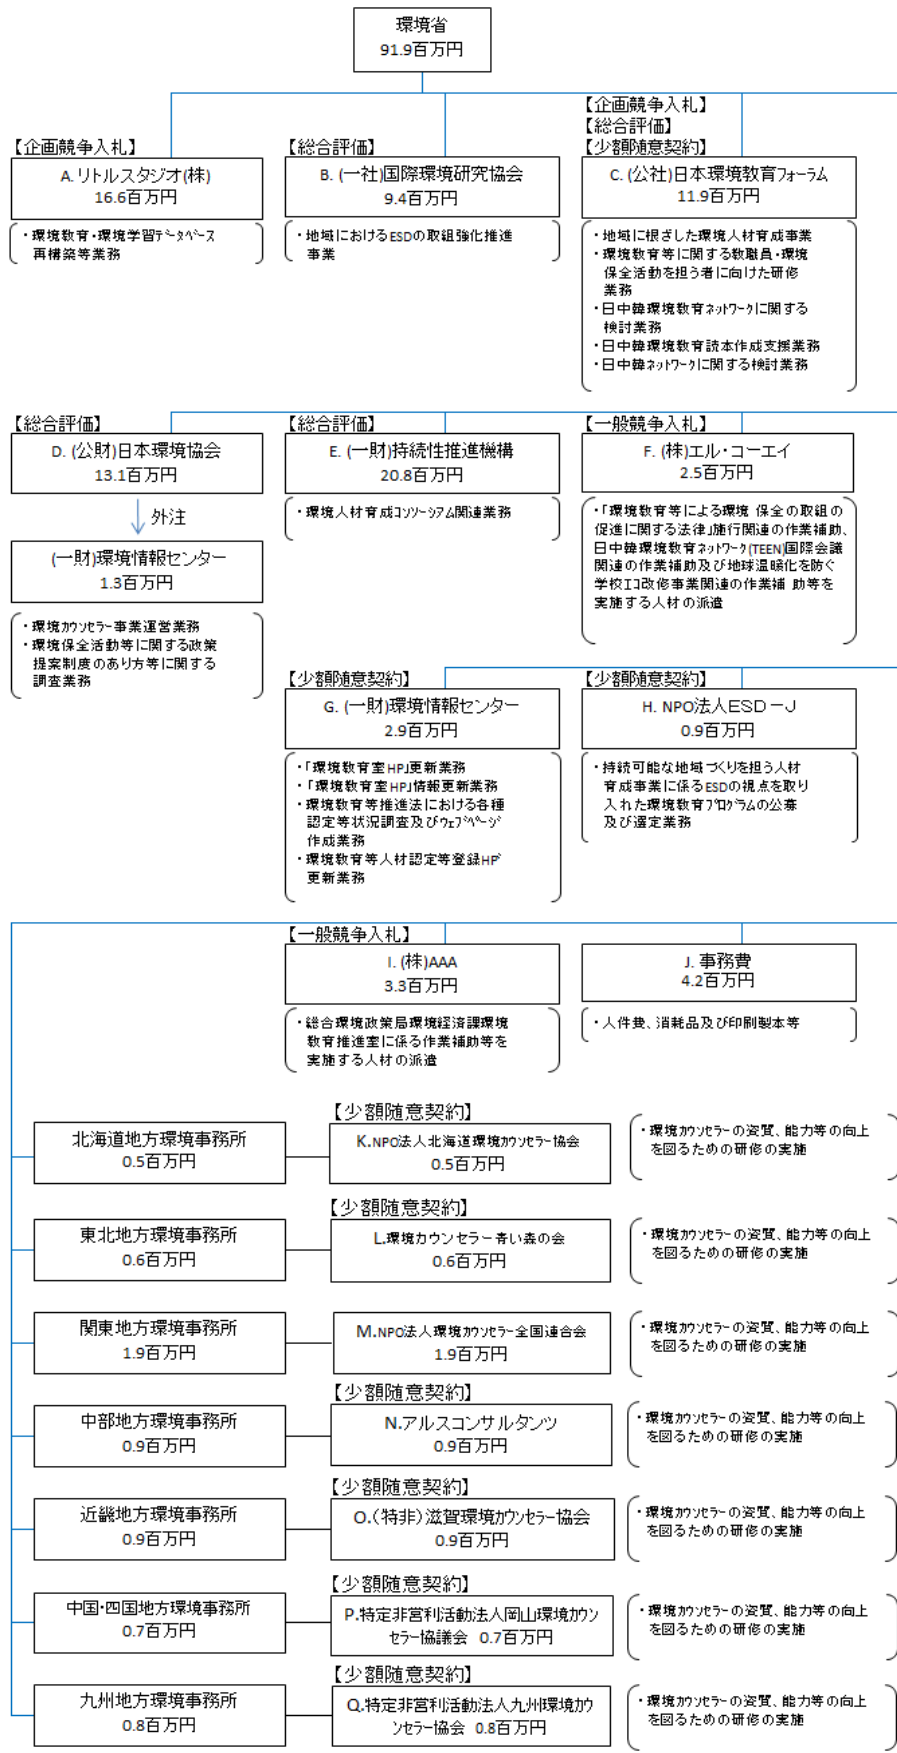 環境省
91.9百万円
【企画競争入札】
A. リトルスタジオ(株)
16.6百万円
・環境教育・環境学習ﾃﾞｰﾀﾍﾞｰｽ
再構築等業務
【総合評価】
B. (一社)国際環境研究協会
9.4百万円
・地域におけるESDの取組強化推進
事業
【企画競争入札】
【総合評価】
【少額随意契約】
C. (公社)日本環境教育フォーラム
11.9百万円
・地域に根ざした環境人材育成事業
・環境教育等に関する教職員・環境
保全活動を担う者に向けた研修
業務
・日中韓環境教育ﾈｯﾄﾜｰｸに関する
検討業務
・日中韓環境教育読本作成支援業務
・日中韓ﾈｯﾄﾜｰｸに関する検討業務
【総合評価】
D. (公財)日本環境協会
13.1百万円
外注
(一財)環境情報センター
1.3百万円
・環境ｶｳﾝｾﾗｰ事業運営業務
・環境保全活動等に関する政策
提案制度のあり方等に関する
調査業務
【総合評価】
E. (一財)持続性推進機構
20.8百万円
・環境人材育成ｺﾝｿｰｼｱﾑ関連業務
【一般競争入札】
F. (株)エル・コーエイ
2.5百万円
・「環境教育等による環境 保全の取組の
促進に関する法律」施行関連の作業補助、
日中韓環境教育ﾈｯﾄﾜｰｸ(TEEN)国際会議
関連の作業補助及び地球温暖化を防ぐ
学校ｴｺ改修事業関連の作業補 助等を
実施する人材の派遣
【少額随意契約】
G. (一財)環境情報センター
2.9百万円
・「環境教育室HP」更新業務
・「環境教育室HP」情報更新業務
・環境教育等推進法における各種
認定等状況調査及びｳｪﾌﾞﾍﾟｰｼﾞ
作成業務
・環境教育等人材認定等登録HP
更新業務
【少額随意契約】
H. NPO法人ESD－J
0.9百万円
・持続可能な地域づくりを担う人材
育成事業に係るESDの視点を取り
入れた環境教育ﾌﾟﾛｸﾞﾗﾑの公募
及び選定業務
【一般競争入札】
I. (株)AAA
3.3百万円
・総合環境政策局環境経済課環境
教育推進室に係る作業補助等を
実施する人材の派遣
J. 事務費
4.2百万円
・人件費、消耗品及び印刷製本等
北海道地方環境事務所
0.5百万円
【少額随意契約】
K.NPO法人北海道環境ｶｳﾝｾﾗｰ協会
0.5百万円
・環境ｶｳﾝｾﾗｰの資質、能力等の向上
を図るための研修の実施
東北地方環境事務所
0.6百万円
【少額随意契約】
L.環境カウンセラー青い森の会
0.6百万円
・環境ｶｳﾝｾﾗｰの資質、能力等の向上
を図るための研修の実施
関東地方環境事務所
1.9百万円
M.NPO法人環境ｶｳﾝｾﾗｰ全国連合会
1.9百万円
・環境ｶｳﾝｾﾗｰの資質、能力等の向上
を図るための研修の実施
中部地方環境事務所
0.9百万円
【少額随意契約】
N.アルスコンサルタンツ
0.9百万円
・環境ｶｳﾝｾﾗｰの資質、能力等の向上
を図るための研修の実施
近畿地方環境事務所
0.9百万円
【少額随意契約】
O.(特非)滋賀環境ｶｳﾝｾﾗｰ協会
0.9百万円
・環境ｶｳﾝｾﾗｰの資質、能力等の向上
を図るための研修の実施
中国・四国地方環境事務所
0.7百万円
【少額随意契約】
P.特定非営利活動法人岡山環境ｶｳﾝ
ｾﾗｰ協議会 0.7百万円
・環境ｶｳﾝｾﾗｰの資質、能力等の向上
を図るための研修の実施
九州地方環境事務所
0.8百万円
【少額随意契約】
Q.特定非営利活動法人九州環境ｶｳ
ﾝｾﾗｰ協会 0.8百万円
・環境ｶｳﾝｾﾗｰの資質、能力等の向上
を図るための研修の実施